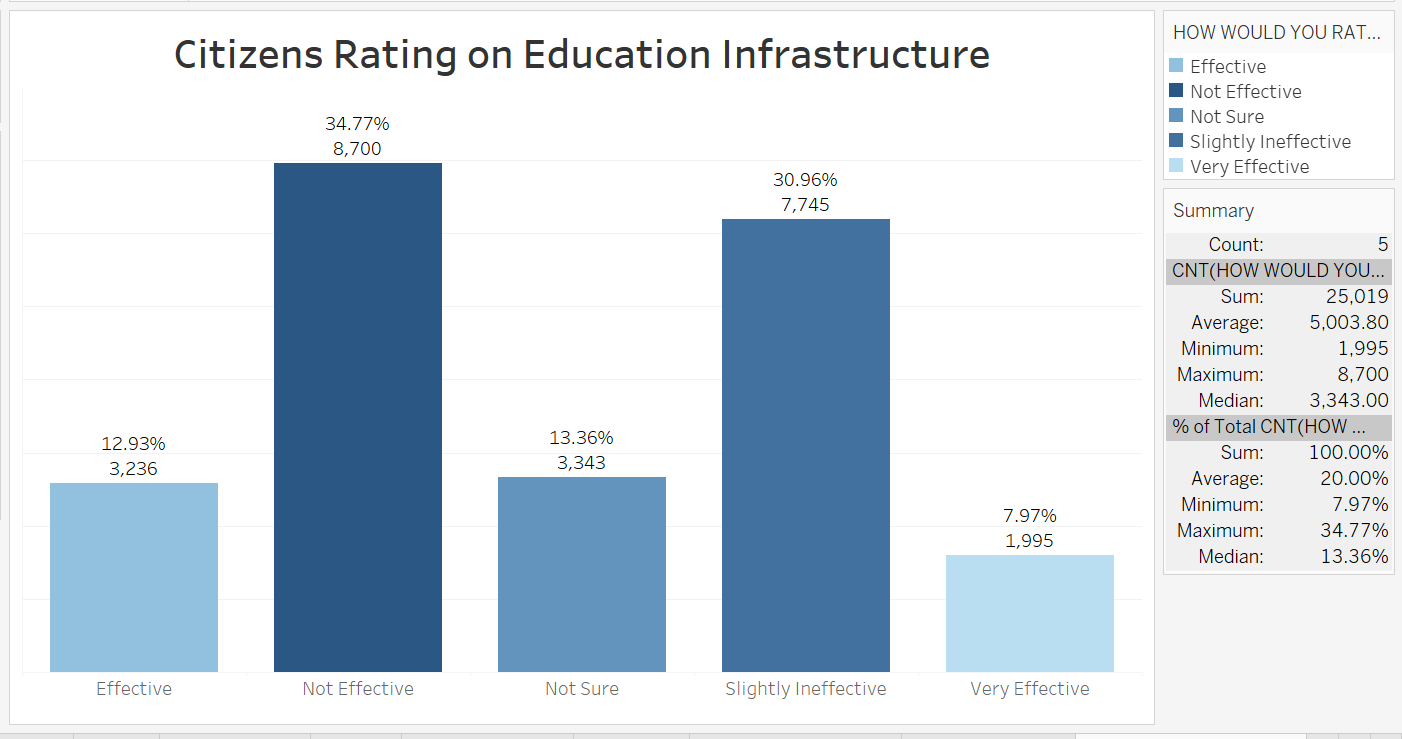 Citizens Rating on Education Infrastructure
34.77%
8,700
30.96%
7,745
12.93%
3,236
13.36%
3,343
7.97%
1,995
Effective
Not Effective
Not Sure
Slightly Ineffective
Very Effective
HOW WOULD YOU RAT...
Effective
Not Effective
Not Sure
Slightly Ineffective
Very Effective
Summary
Count: 5
CNT(HOW WOULD YOU...
Sum: 25,019
Average: 5,003.80
Minimum: 1,995
Maximum: 8,700
Median: 3,343.00
% of Total CNT(HOW ...
Sum: 100.00%
Average: 20.00%
Minimum: 7.97%
Maximum: 34.77%
Median: 13.36%